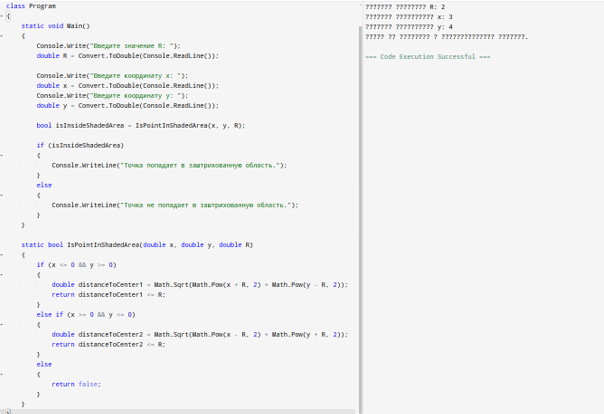 class Program
{
static void Main()
{
Console.Write("Введите значение R: ");
double R = Convert.ToDouble(Console.ReadLine());
Console.Write("Введите координату x: ");
double x = Convert.ToDouble(Console.ReadLine());
Console.Write("Введите координату y: ");
double y = Convert.ToDouble(Console.ReadLine());
bool isInsideShadedArea = IsPointInShadedArea(x, y, R);
if (isInsideShadedArea)
{
Console.WriteLine("Точка попадает в заштрихованную область.");
}
else
{
Console.WriteLine("Точка не попадает в заштрихованную область.");
}
}
static bool IsPointInShadedArea(double x, double y, double R)
{
if (x <= 0 && y >= 0)
{
double distanceToCenter1 = Math.Sqrt(Math.Pow(x + R, 2) + Math.Pow(y - R, 2));
return distanceToCenter1 <= R;
}
else if (x >= 0 && y <= 0)
{
double distanceToCenter2 = Math.Sqrt(Math.Pow(x - R, 2) + Math.Pow(y + R, 2));
return distanceToCenter2 <= R;
}
else
{
return false;
}
}
}
??????? ???????? R: 2
??????? ?????????? x: 3
??????? ?????????? y: 4
????? ?? ???????? ? ?????????????? ???????.
=== Code Execution Successful ===